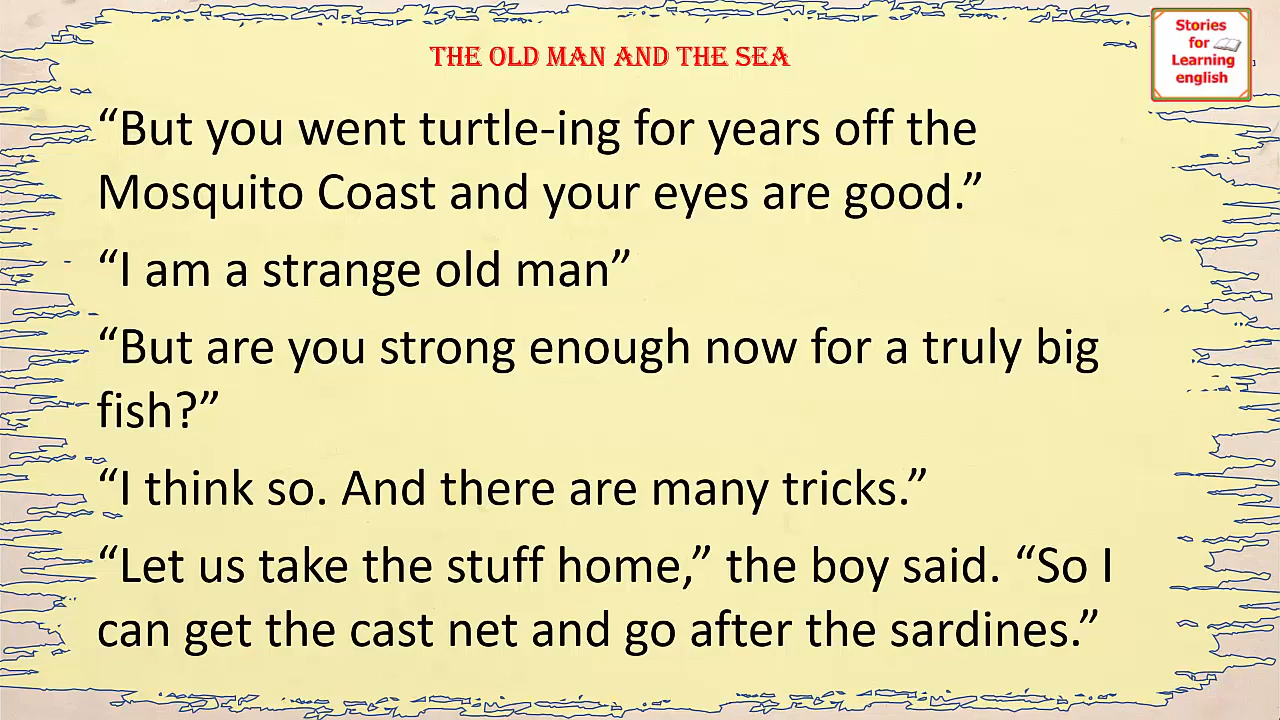 THE OLD MAN AND THE SEA
Stories
for
Learning
english
“But you went turtle-ing for years off the
Mosquito Coast and your eyes are good.”
“I am a strange old man”
“But are you strong enough now for a truly big
fish?”
“I think so. And there are many tricks.”
“Let us take the stuff home,” the boy said. “So I
can get the cast net and go after the sardines.”